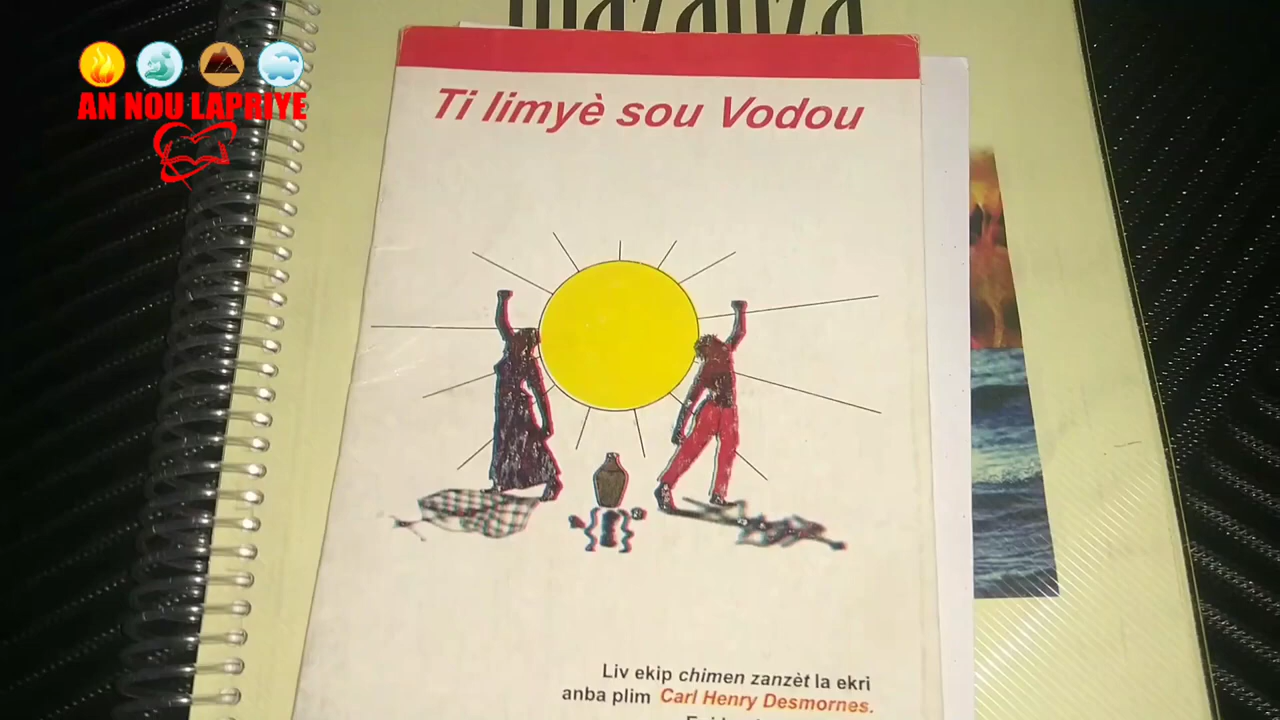 AN NOU LAPRIYE
Ti limyè sou Vodou
Liv ekip chimen zanzèt la ekri
anba plim Carl Henry Desmornes.